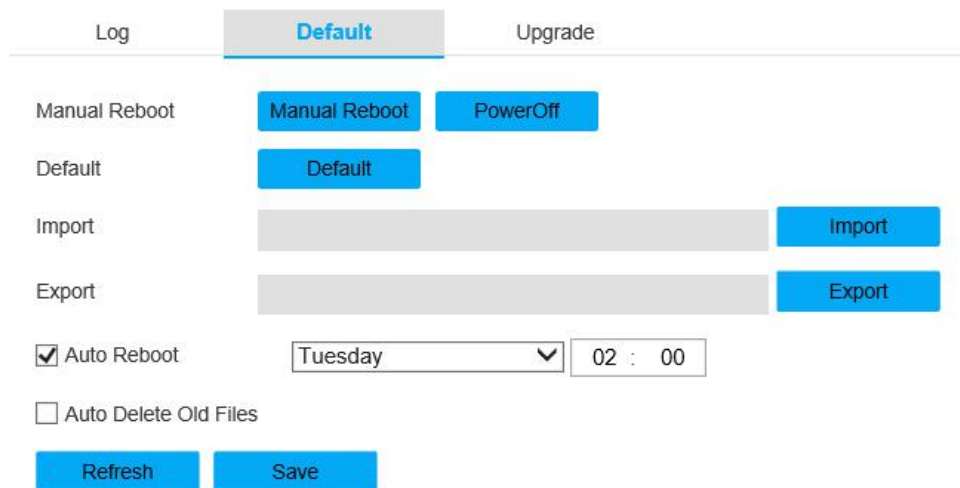 Log Default Upgrade
Manual Reboot Manual Reboot PowerOff
Default Default
Import Import
Export Export
Auto Reboot Tuesday 02 : 00
Auto Delete Old Files
Refresh Save